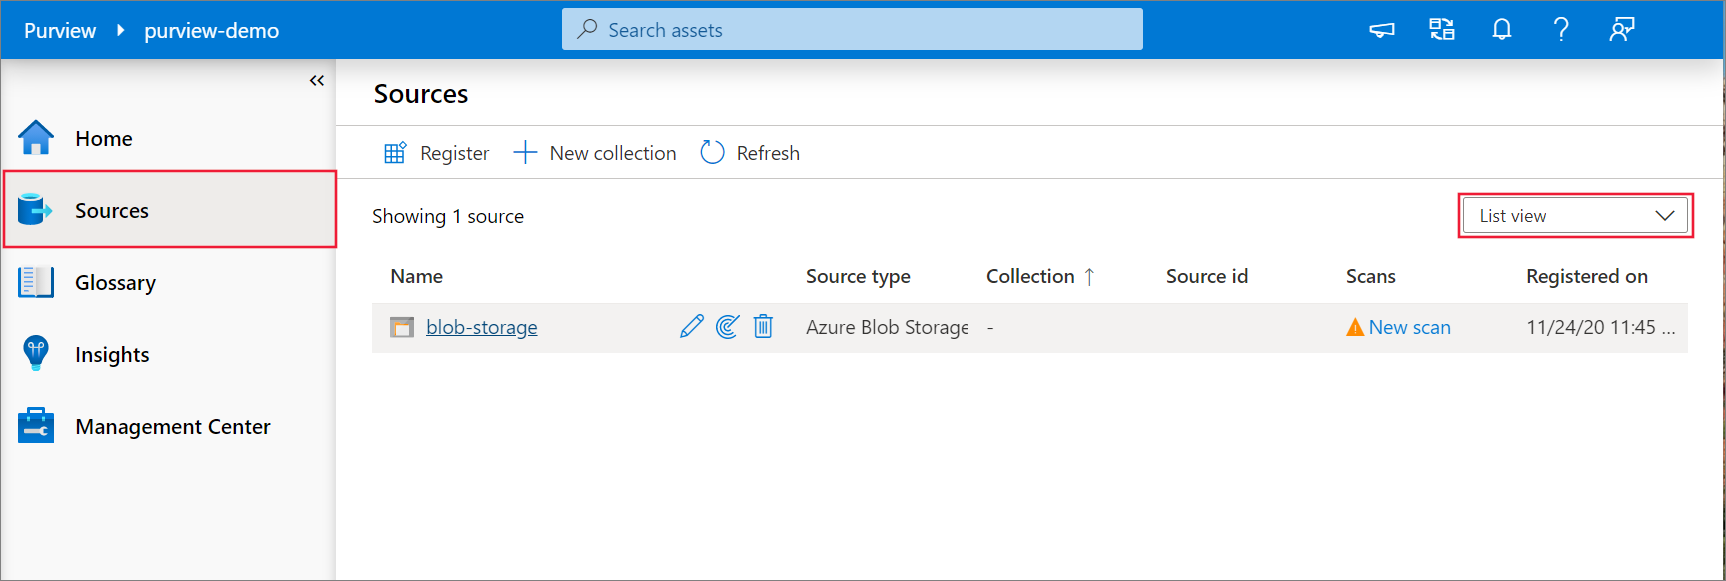 Purview purview-demo
Search assets
Home
Sources
Glossary
Insights
Management Center
Sources
Register New collection Refresh
Showing 1 source
List view
Name Source type Collection ↑ Source id Scans Registered on
blob-storage Azure Blob Storage - New scan 11/24/20 11:45 ...